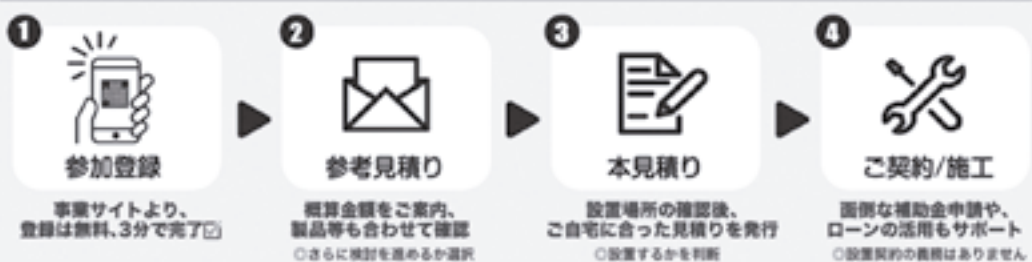 1
参加登録
事業サイトより、
登録は無料、3分で完了☑
2
参考見積り
概算金額をご案内、
製品等も合わせて確認
○さらに検討を進めるか選択
3
本見積り
設置場所の確認後、
ご自宅に合った見積りを発行
○設置するかを判断
4
ご契約/施工
面倒な補助金申請や、
ローンの活用もサポート
○設置契約の義務はありません